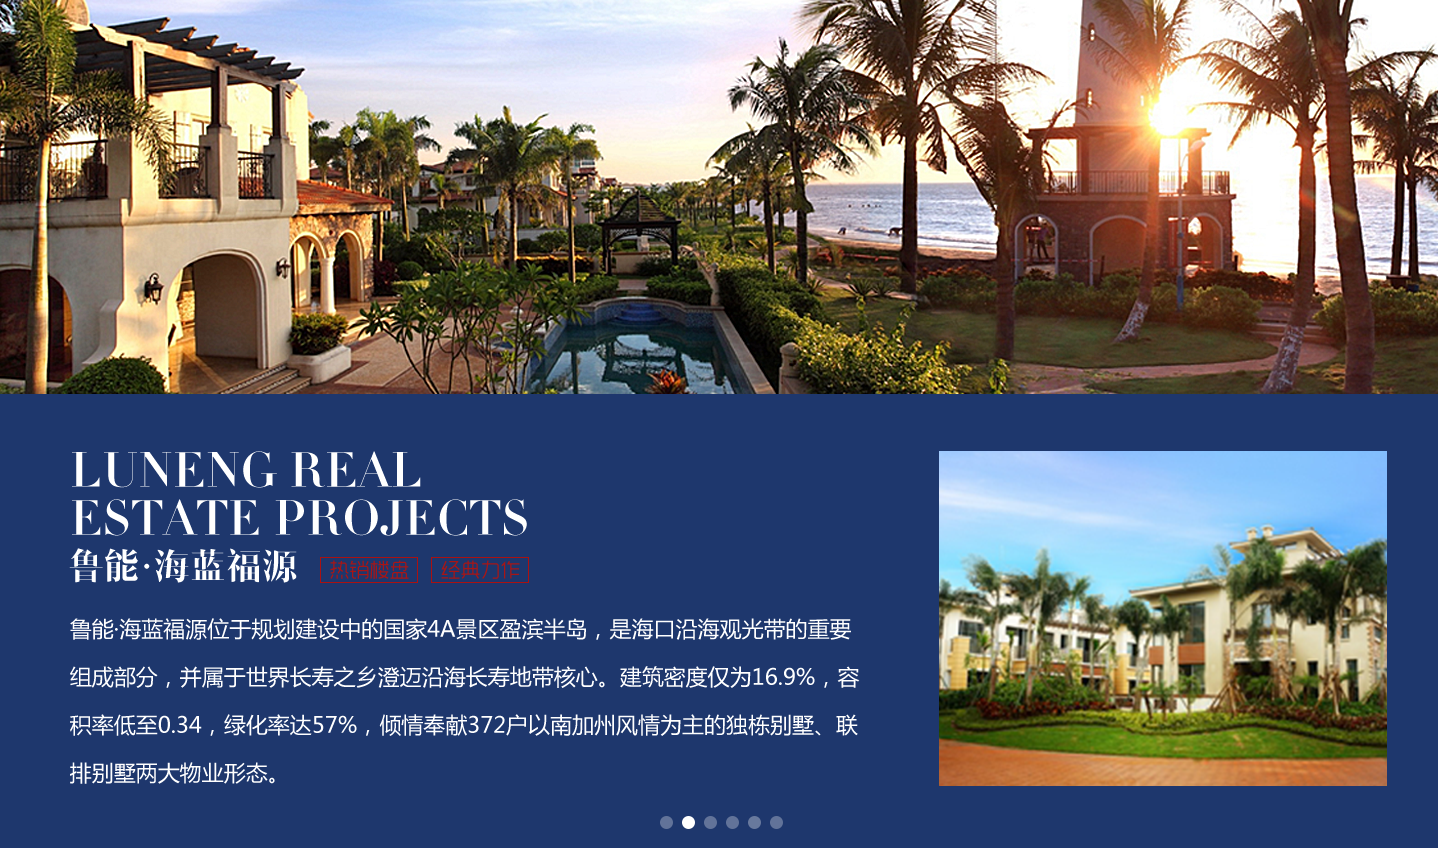 LUNENG REAL
ESTATE PROJECTS
鲁能·海蓝福源 热销楼盘 经典力作
鲁能·海蓝福源位于规划建设中的国家4A景区盈滨半岛，是海口沿海观光带的重要
组成部分，并属于世界长寿之乡澄迈沿海长寿地带核心。建筑密度仅为16.9%，容
积率低至0.34，绿化率达57%，倾情奉献372户以南加州风情为主的独栋别墅、联
排别墅两大物业形态。